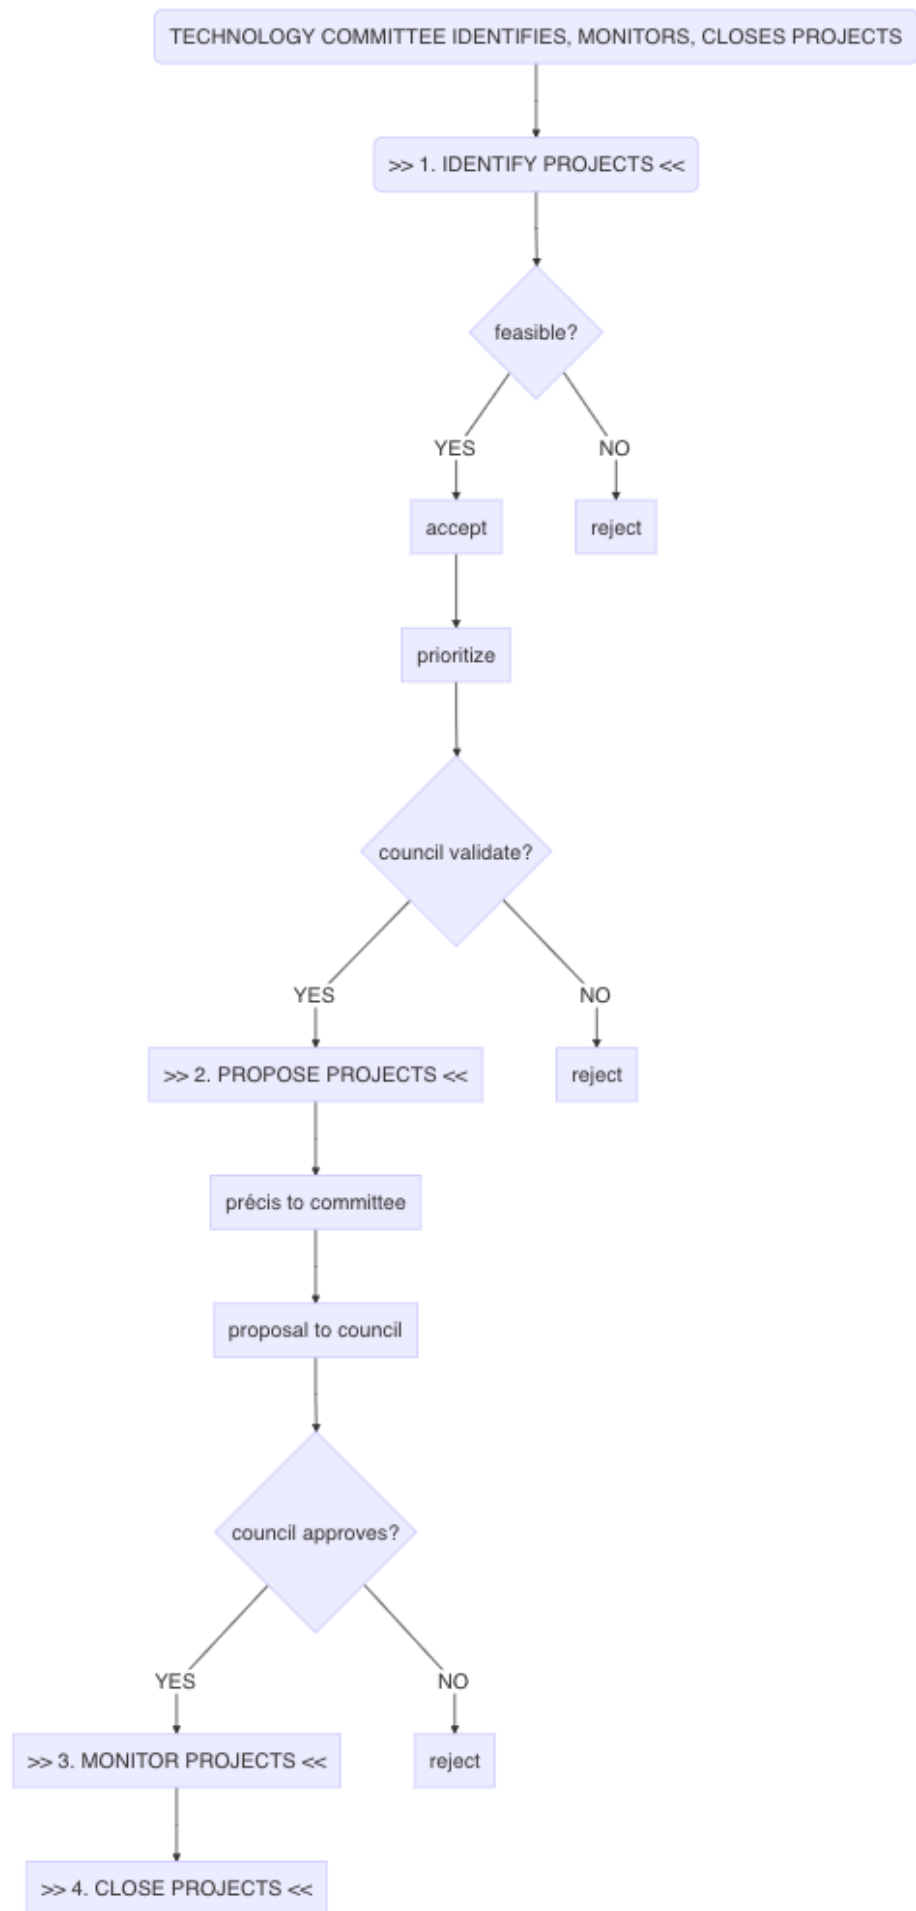 TECHNOLOGY COMMITTEE IDENTIFIES, MONITORS, CLOSES PROJECTS
>> 1. IDENTIFY PROJECTS <<
feasible?
YES
NO
accept
reject
prioritize
council validate?
YES
NO
>> 2. PROPOSE PROJECTS <<
reject
précis to committee
proposal to council
council approves?
YES
NO
>> 3. MONITOR PROJECTS <<
reject
>> 4. CLOSE PROJECTS <<